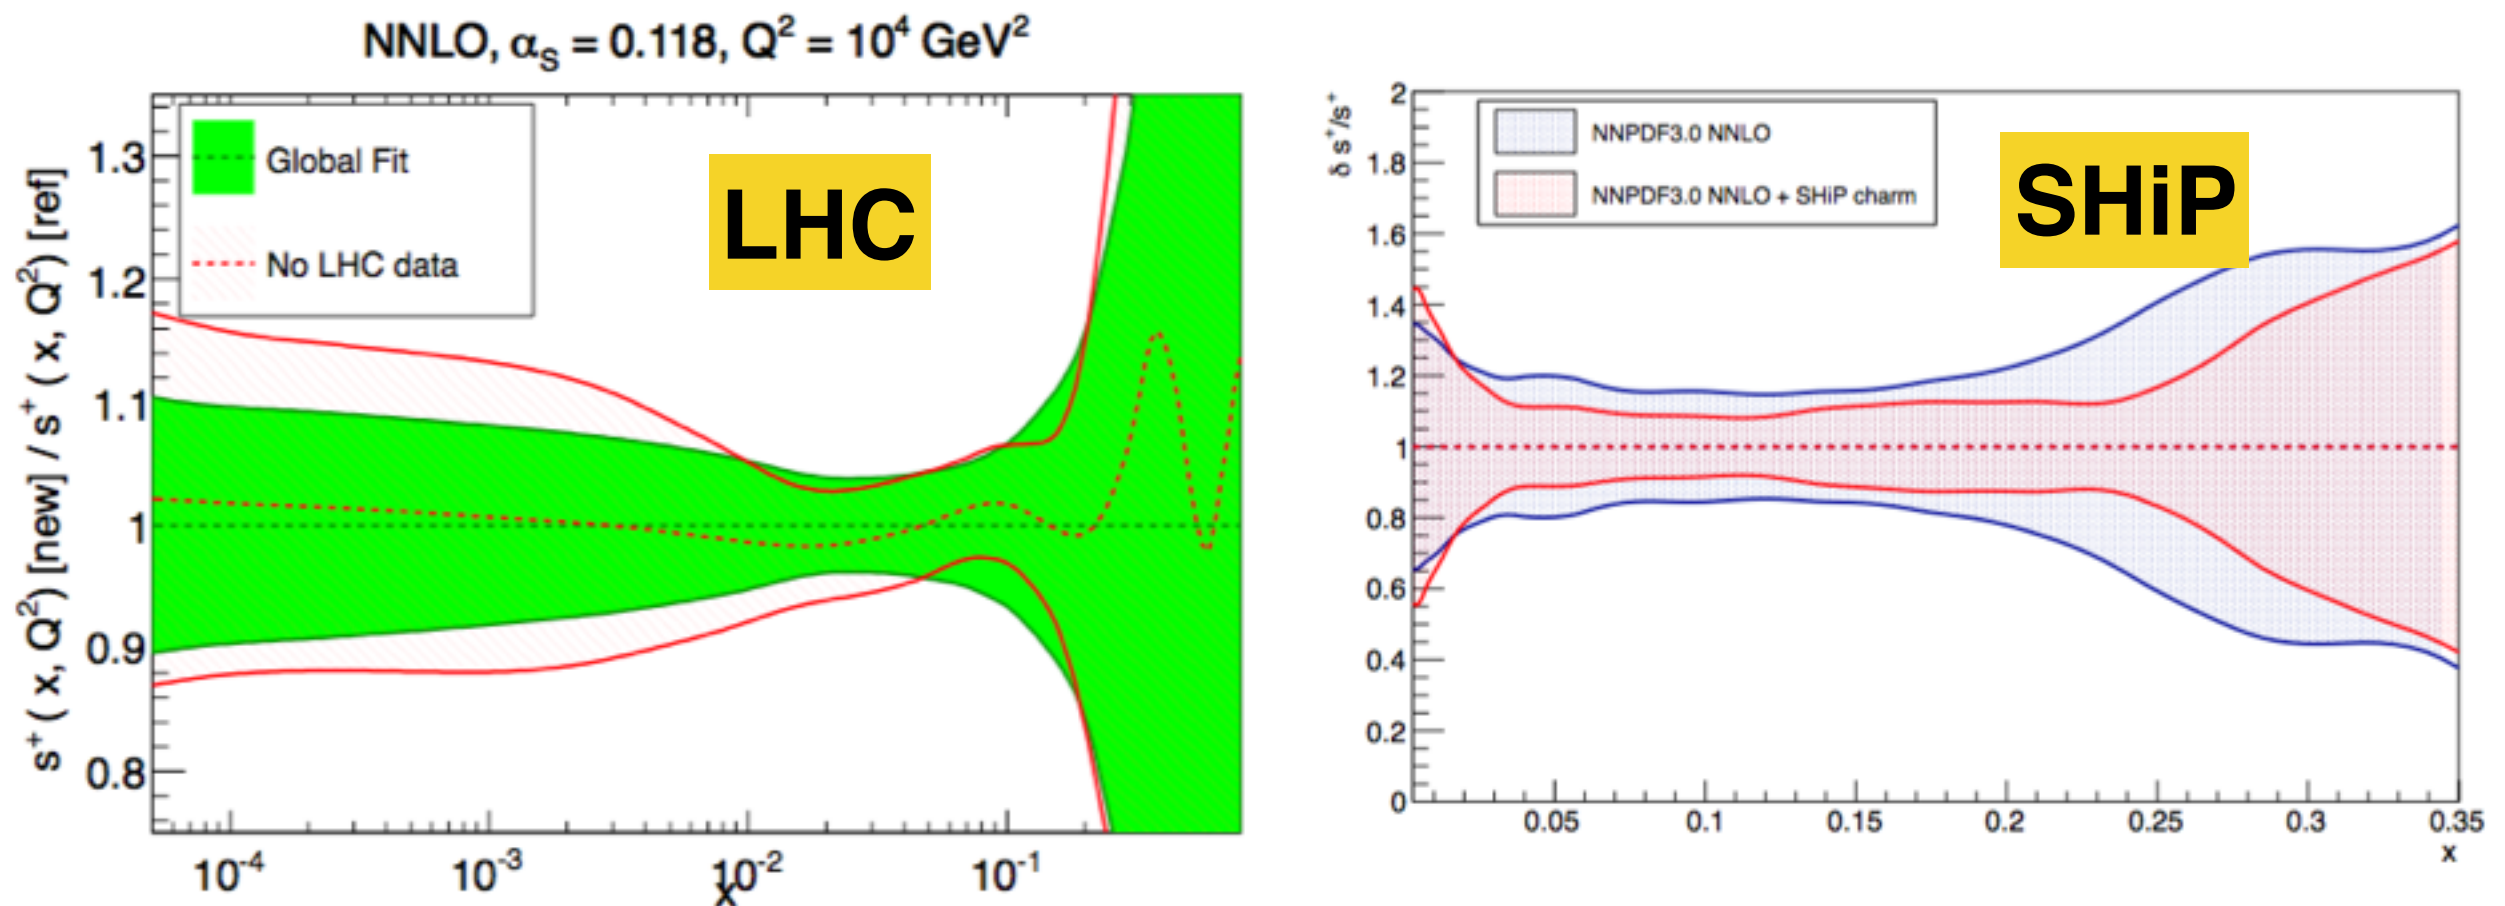 NNLO, αS = 0.118, Q² = 10⁴ GeV²
s⁺ ( x, Q²) [new] / s⁺ ( x, Q²) [ref]
Global Fit
No LHC data
LHC
1.3
1.2
1.1
1
0.9
0.8
10⁻⁴ 10⁻³ 10⁻² 10⁻¹
x
δ s⁺/s⁺
NNPDF3.0 NNLO
NNPDF3.0 NNLO + SHiP charm
SHiP
2
1.8
1.6
1.4
1.2
1
0.8
0.6
0.4
0.2
0
0.05 0.1 0.15 0.2 0.25 0.3 0.35
x